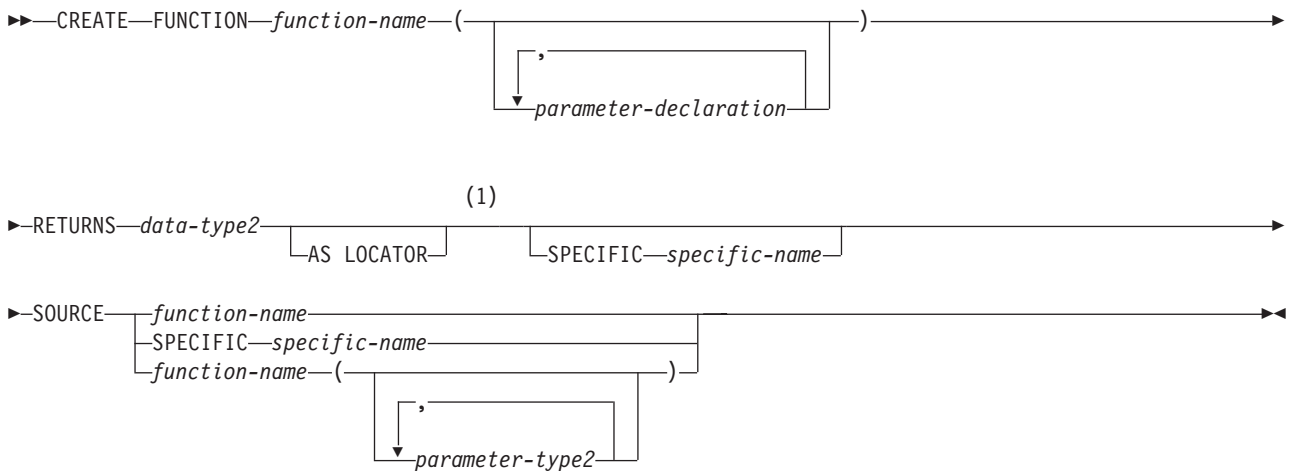 CREATE FUNCTION function-name ( )
,
parameter-declaration
(1)
RETURNS data-type2
AS LOCATOR SPECIFIC specific-name
SOURCE function-name
SPECIFIC specific-name
function-name ( )
,
parameter-type2